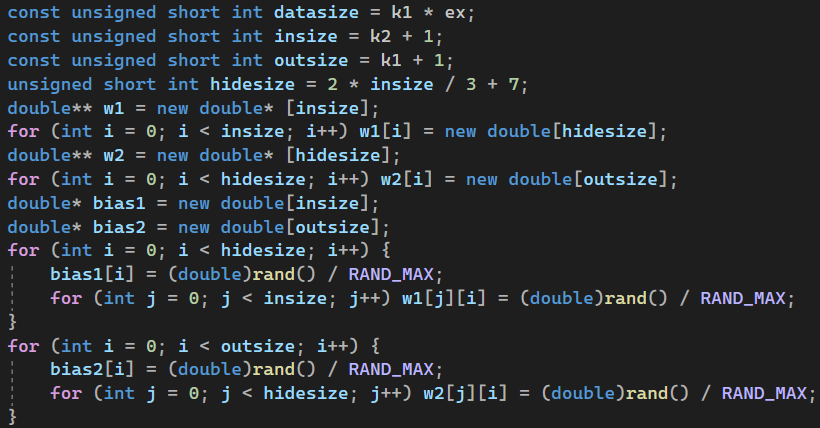 const unsigned short int datasize = k1 * ex;
const unsigned short int insize = k2 + 1;
const unsigned short int outsize = k1 + 1;
unsigned short int hidesize = 2 * insize / 3 + 7;
double** w1 = new double* [insize];
for (int i = 0; i < insize; i++) w1[i] = new double[hidesize];
double** w2 = new double* [hidesize];
for (int i = 0; i < hidesize; i++) w2[i] = new double[outsize];
double* bias1 = new double[insize];
double* bias2 = new double[outsize];
for (int i = 0; i < hidesize; i++) {
    bias1[i] = (double)rand() / RAND_MAX;
    for (int j = 0; j < insize; j++) w1[j][i] = (double)rand() / RAND_MAX;
}
for (int i = 0; i < outsize; i++) {
    bias2[i] = (double)rand() / RAND_MAX;
    for (int j = 0; j < hidesize; j++) w2[j][i] = (double)rand() / RAND_MAX;
}